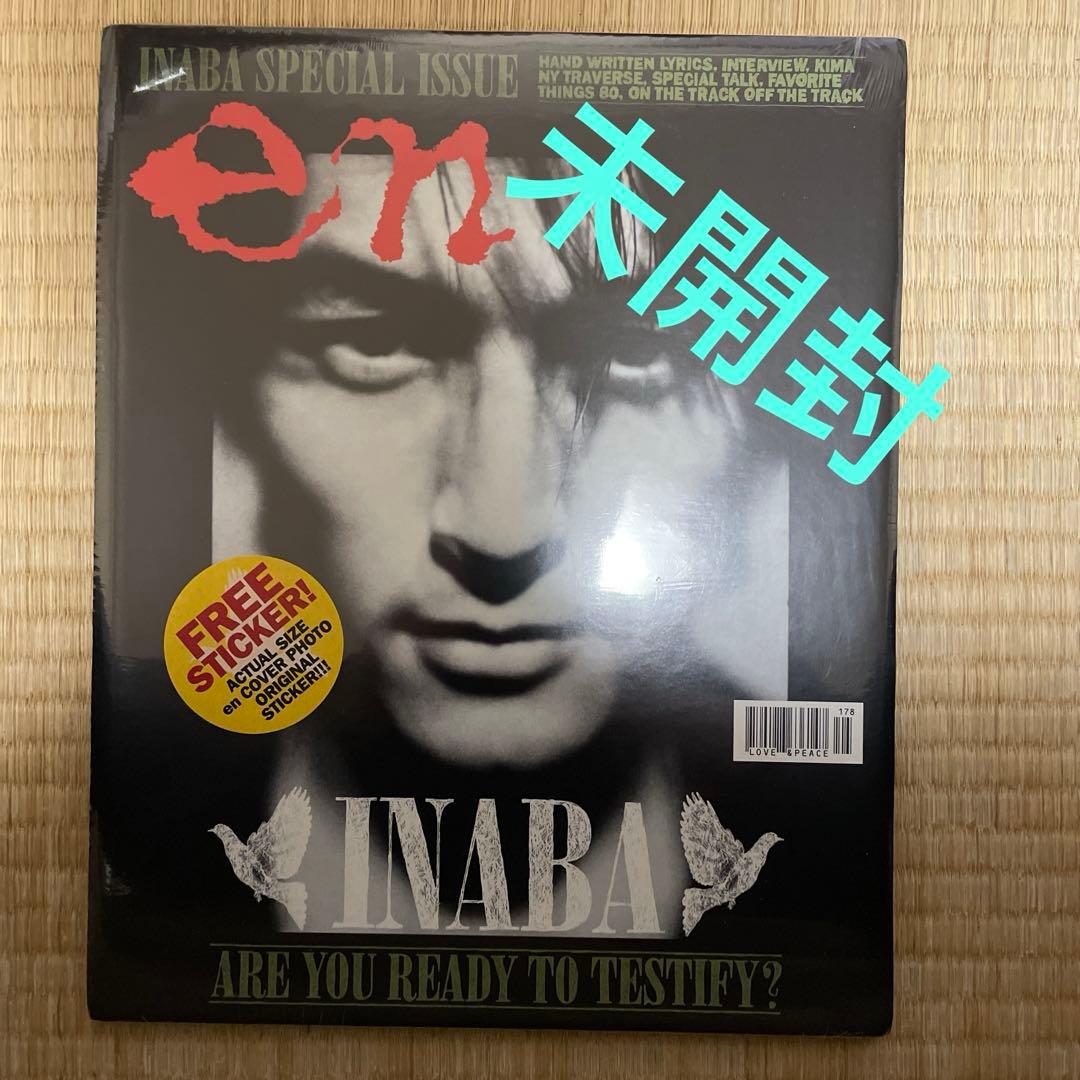 INABA SPECIAL ISSUE
HAND WRITTEN LYRICS, INTERVIEW, KIMA
NY TRAVERSE, SPECIAL TALK, FAVORITE
THINGS 80, ON THE TRACK OFF THE TRACK
en
未開封
FREE
STICKER!
ACTUAL SIZE
en COVER PHOTO
ORIGINAL
STICKER!!!
178
LOVE &PEACE
INABA
ARE YOU READY TO TESTIFY?